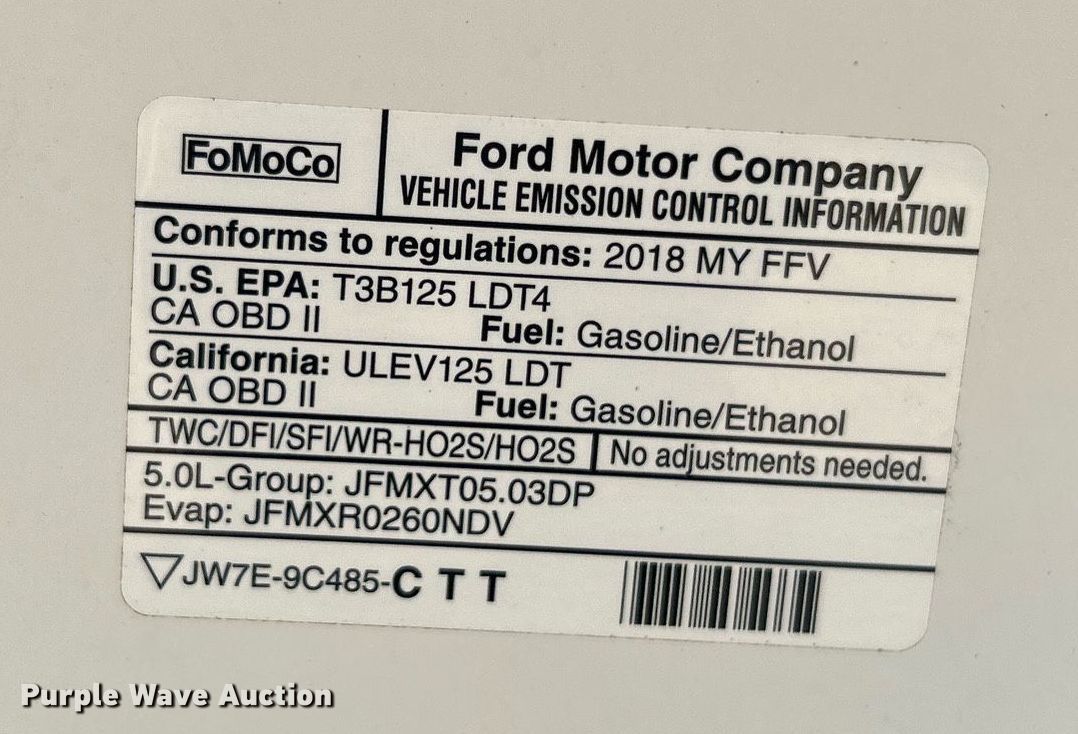 FoMoCo
Ford Motor Company
VEHICLE EMISSION CONTROL INFORMATION
Conforms to regulations: 2018 MY FFV
U.S. EPA: T3B125 LDT4
CA OBD II Fuel: Gasoline/Ethanol
California: ULEV125 LDT
CA OBD II Fuel: Gasoline/Ethanol
TWC/DFI/SFI/WR-HO2S/HO2S No adjustments needed.
5.0L-Group: JFMXT05.03DP
Evap: JFMXR0260NDV
JW7E-9C485-C T T
Purple Wave Auction